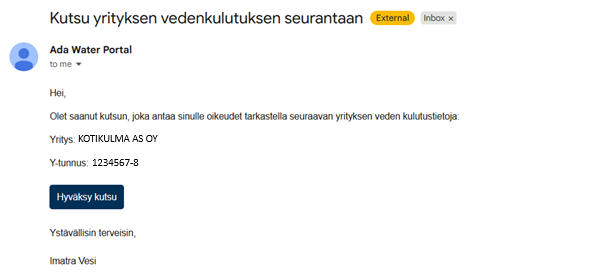 Kutsu yrityksen vedenkulutuksen seurantaan External Inbox ×
Ada Water Portal
to me
Hei,
Olet saanut kutsun, joka antaa sinulle oikeudet tarkastella seuraavan yrityksen veden kulutustietoja:
Yritys: KOTIKULMA AS OY
Y-tunnus: 1234567-8
Hyväksy kutsu
Ystävällisin terveisin,
Imatra Vesi